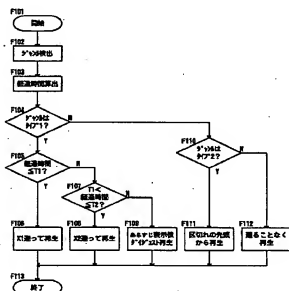 F101
開始
F102
ジャンル検出
F103
経過時間算出
F104
ジャンルは
タイプ1？
N
Y
F105
経過時間
≦T1？
N
Y
F110
ジャンルは
タイプ2？
N
Y
F107
T1<
経過時間
≦T2？
N
Y
F106
X1遡って再生
F108
X2遡って再生
F109
あらすじ表示後
ダイジェスト再生
F111
区切れの先頭
から再生
F112
遡ることなく
再生
F113
終了